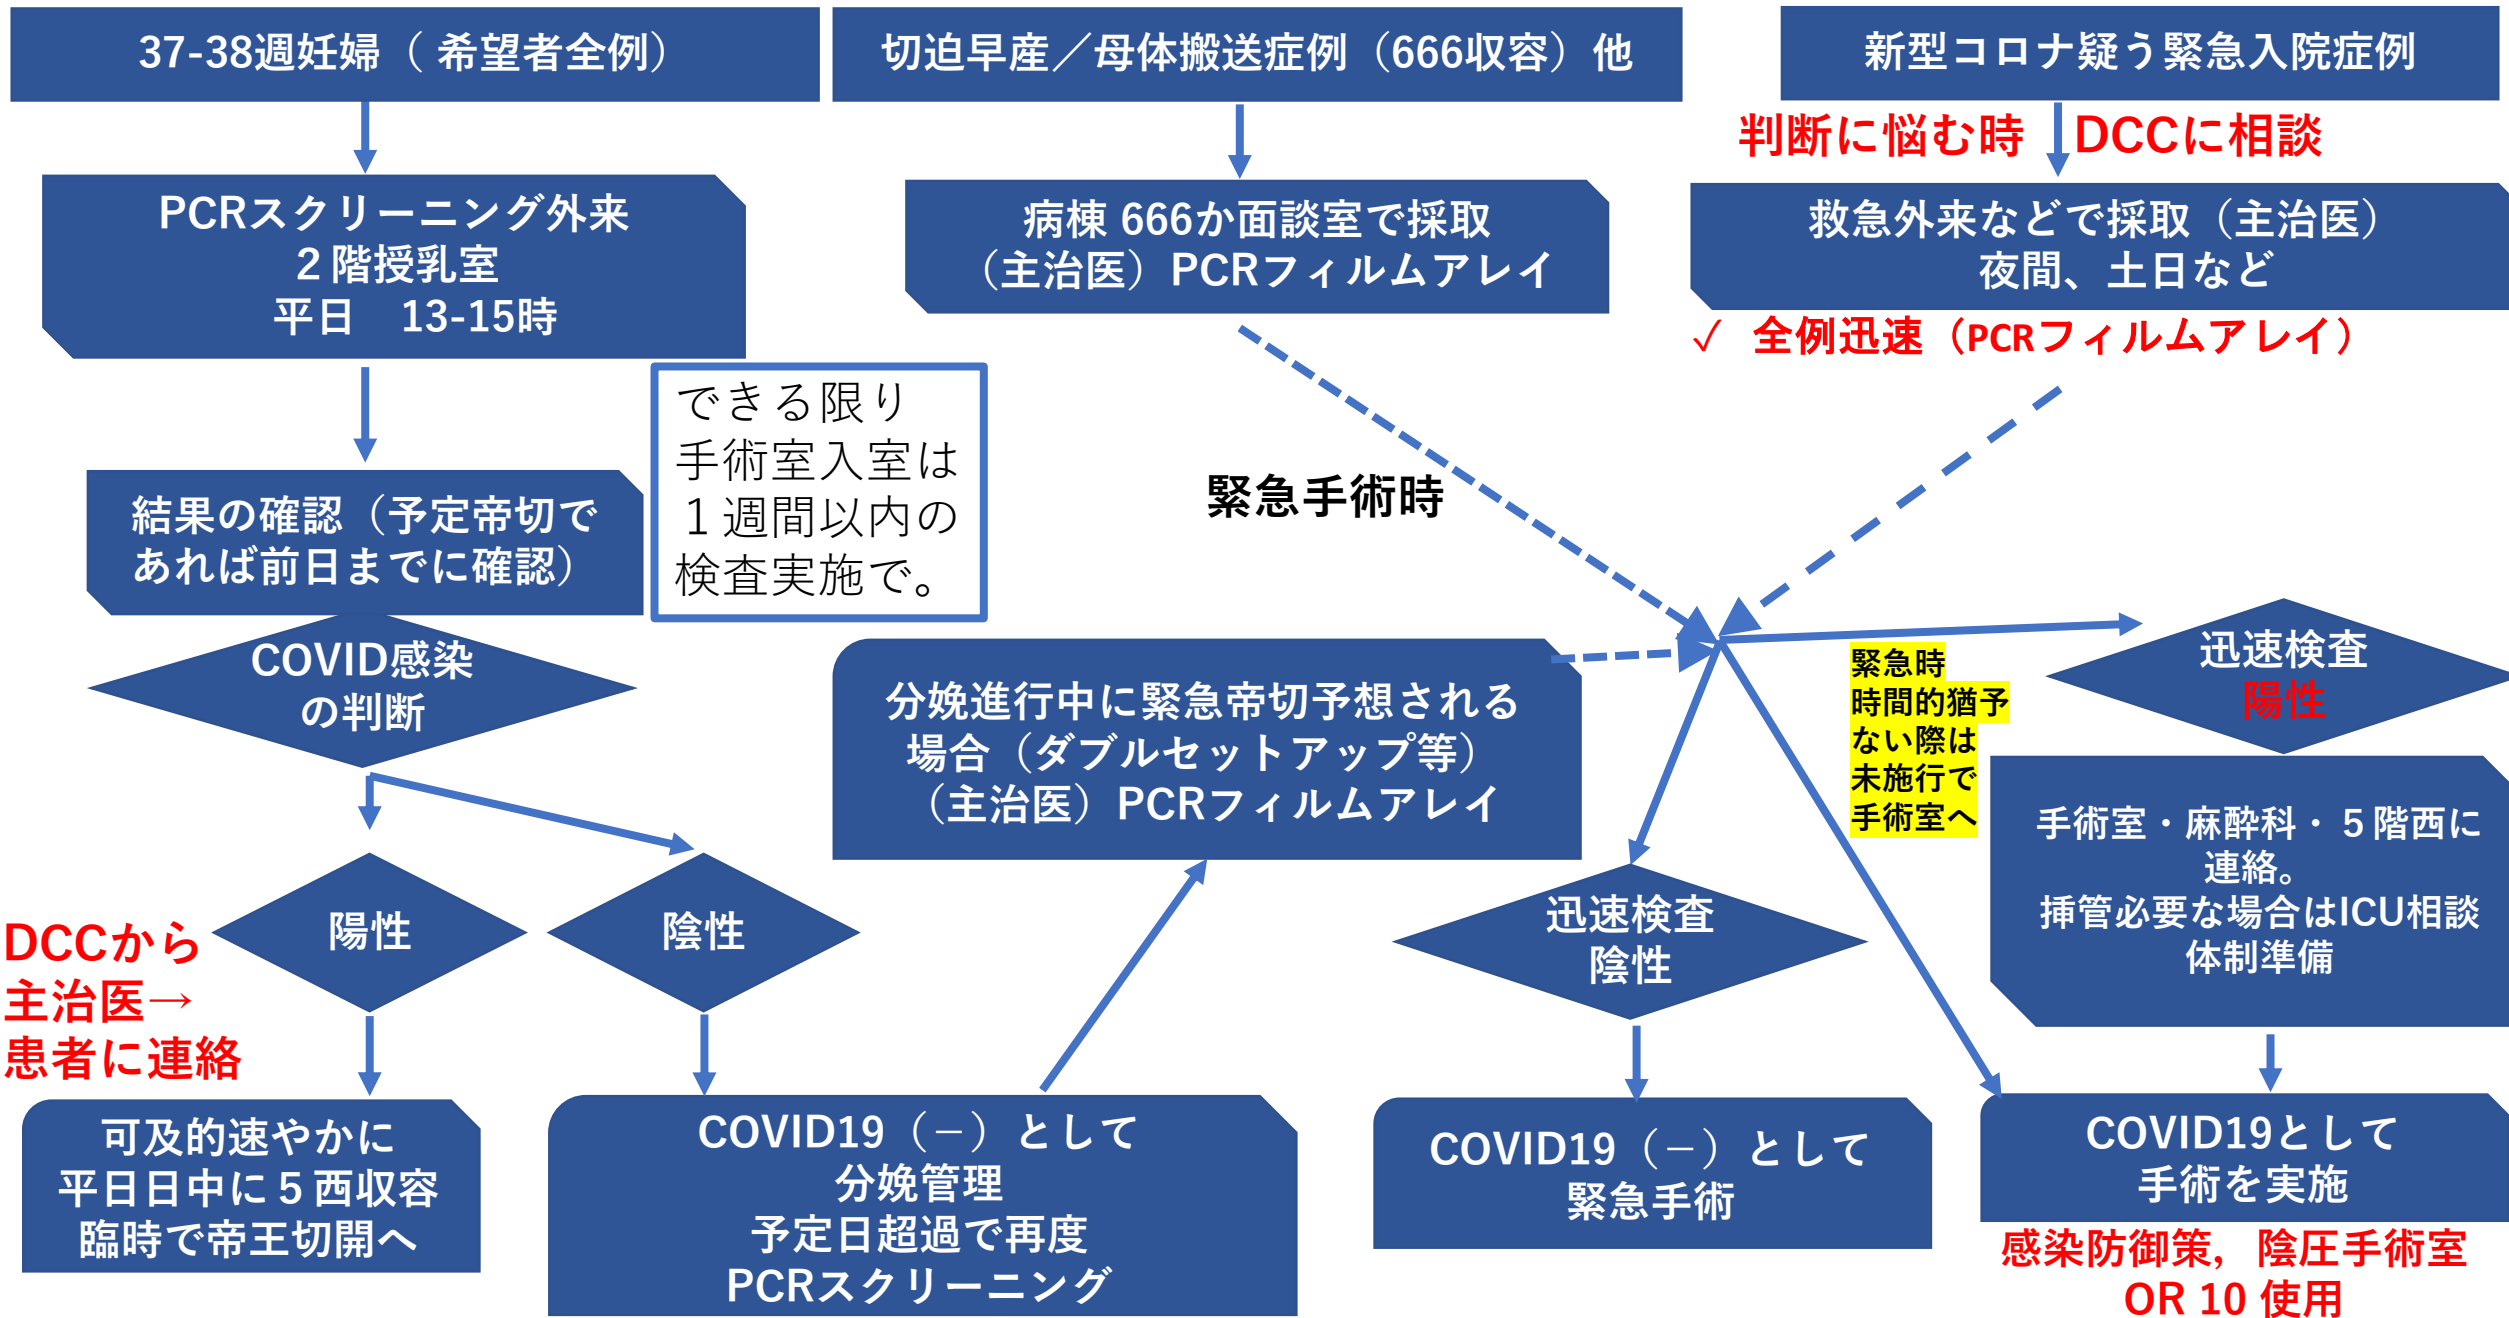 37-38週妊婦（ 希望者全例）
切迫早産／母体搬送症例（666収容）他
新型コロナ疑う緊急入院症例
判断に悩む時 DCCに相談
PCRスクリーニング外来
２階授乳室
平日　13-15時
病棟 666か面談室で採取
（主治医）PCRフィルムアレイ
救急外来などで採取（主治医）
夜間、土日など
✓ 全例迅速（PCRフィルムアレイ）
できる限り
手術室入室は
１週間以内の
検査実施で。
結果の確認（予定帝切で
あれば前日までに確認）
緊急手術時
COVID感染
の判断
分娩進行中に緊急帝切予想される
場合（ダブルセットアップ等）
（主治医）PCRフィルムアレイ
緊急時
時間的猶予
ない際は
未施行で
手術室へ
迅速検査
陽性
手術室・麻酔科・５階西に
連絡。
挿管必要な場合はICU相談
体制準備
DCCから
主治医→
患者に連絡
陽性
陰性
迅速検査
陰性
可及的速やかに
平日日中に５西収容
臨時で帝王切開へ
COVID19（－）として
分娩管理
予定日超過で再度
PCRスクリーニング
COVID19（－）として
緊急手術
COVID19として
手術を実施
感染防御策，陰圧手術室
OR 10 使用